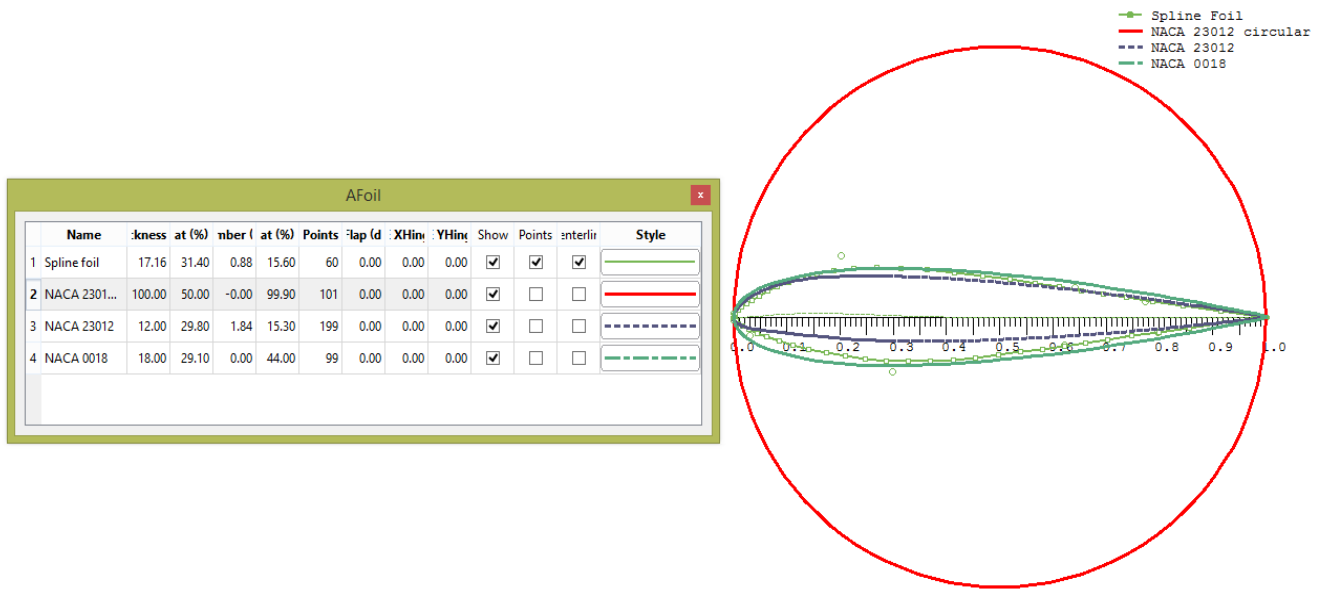 Spline Foil
NACA 23012 circular
NACA 23012
NACA 0018
AFoil
x
Name :kness at (%) nber ( at (%) Points Flap (d XHing YHing Show Points enterlir Style
1 Spline foil 17.16 31.40 0.88 15.60 60 0.00 0.00 0.00
2 NACA 2301... 100.00 50.00 -0.00 99.90 101 0.00 0.00 0.00
3 NACA 23012 12.00 29.80 1.84 15.30 199 0.00 0.00 0.00
4 NACA 0018 18.00 29.10 0.00 44.00 99 0.00 0.00 0.00
0.0 0.1 0.2 0.3 0.4 0.5 0.6 0.7 0.8 0.9 1.0